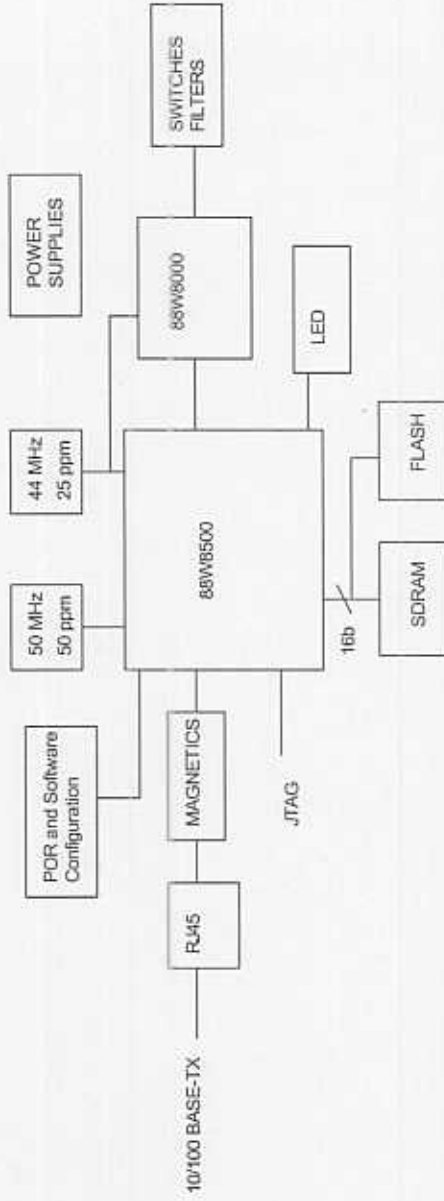 POWER
SUPPLIES
44 MHz
25 ppm
50 MHz
50 ppm
POR and Software
Configuration
SWITCHES
FILTERS
88W8000
88W8500
MAGNETICS
RJ45
10/100 BASE-TX
LED
JTAG
16b
FLASH
SDRAM